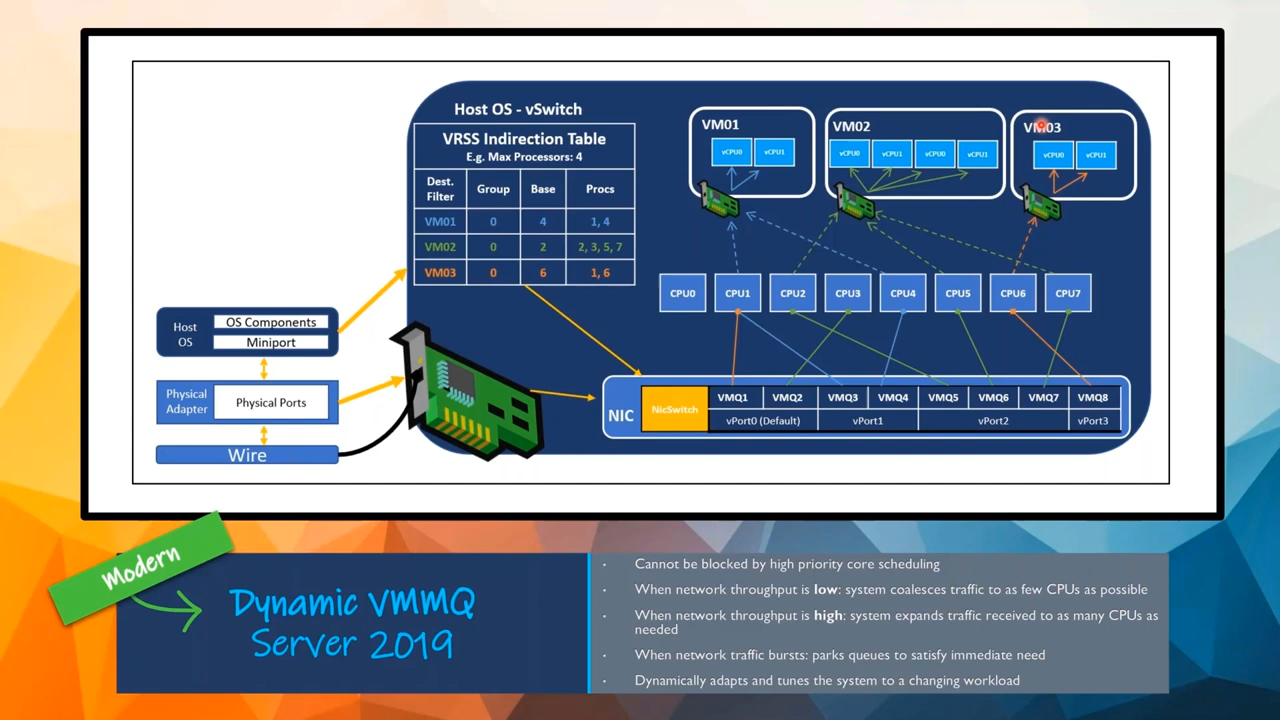 Host OS - vSwitch
VRSS Indirection Table
E.g. Max Processors: 4
Dest. Filter Group Base Procs
VM01 0 4 1, 4
VM02 0 2 2, 3, 5, 7
VM03 0 6 1, 6
VM01
vCPU0 vCPU1
VM02
vCPU0 vCPU1 vCPU0 vCPU1
VM03
vCPU0 vCPU1
CPU0 CPU1 CPU2 CPU3 CPU4 CPU5 CPU6 CPU7
Host OS
OS Components
Miniport
Physical Adapter
Physical Ports
Wire
NIC
NicSwitch
VMQ1 VMQ2 VMQ3 VMQ4 VMQ5 VMQ6 VMQ7 VMQ8
vPort0 (Default) vPort1 vPort2 vPort3
Modern
Dynamic VMMQ
Server 2019
· Cannot be blocked by high priority core scheduling
· When network throughput is low: system coalesces traffic to as few CPUs as possible
· When network throughput is high: system expands traffic received to as many CPUs as
needed
· When network traffic bursts: parks queues to satisfy immediate need
· Dynamically adapts and tunes the system to a changing workload